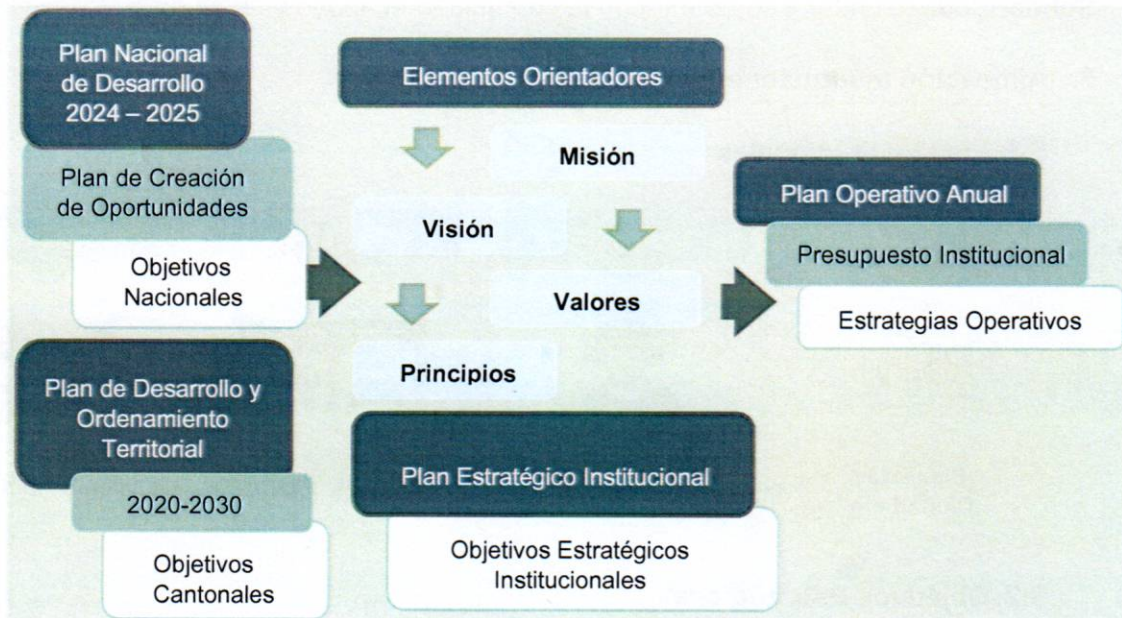 Plan Nacional
de Desarrollo
2024 – 2025
Plan de Creación
de Oportunidades
Objetivos
Nacionales
Plan de Desarrollo y
Ordenamiento
Territorial
2020-2030
Objetivos
Cantonales
Elementos Orientadores
Misión
Visión
Valores
Principios
Plan Estratégico Institucional
Objetivos Estratégicos
Institucionales
Plan Operativo Anual
Presupuesto Institucional
Estrategias Operativos